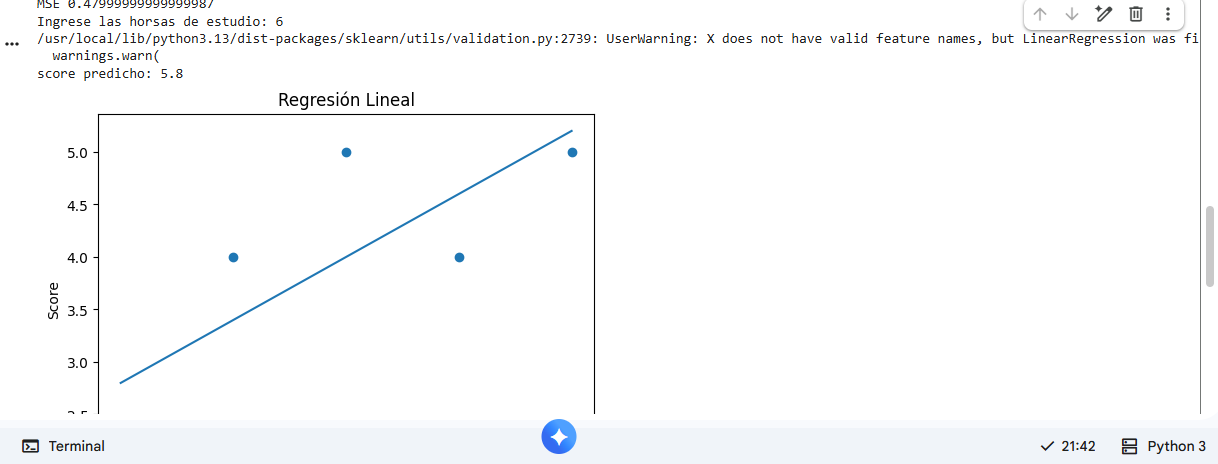 MSE 0.47999999999999987
Ingrese las horsas de estudio: 6
/usr/local/lib/python3.13/dist-packages/sklearn/utils/validation.py:2739: UserWarning: X does not have valid feature names, but LinearRegression was fi
warnings.warn(
score predicho: 5.8
Regresión Lineal
5.0
4.5
4.0
Score
3.5
3.0
Terminal
21:42
Python 3